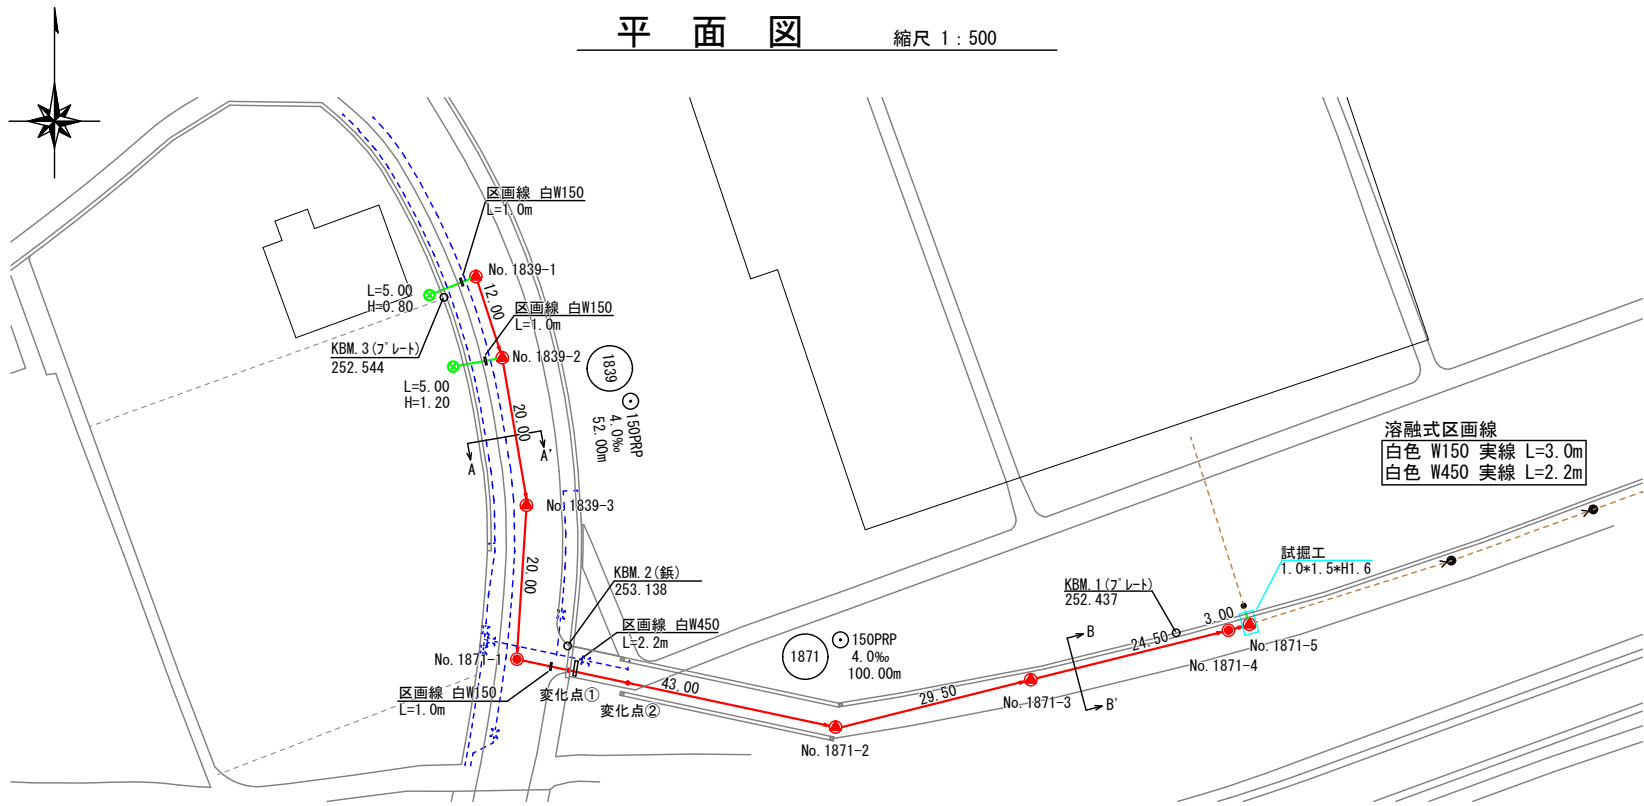 平面図
縮尺 1：500
区画線 白W150
L=1.0m
No.1839-1
L=5.00
H=0.80
12.00
区画線 白W150
L=1.0m
KBM.3(ﾌﾟﾚｰﾄ)
252.544
No.1839-2
1839
L=5.00
H=1.20
150PRP
4.0‰
52.00m
20.00
A
A'
No.1839-3
溶融式区画線
白色 W150 実線 L=3.0m
白色 W450 実線 L=2.2m
20.00
KBM.2(鋲)
253.138
区画線 白W450
L=2.2m
試掘工
1.0*1.5*H1.6
KBM.1(ﾌﾟﾚｰﾄ)
252.437
3.00
No.1871-1
1871
150PRP
4.0‰
100.00m
B
24.50
No.1871-5
No.1871-4
区画線 白W150
L=1.0m
変化点①
変化点②
43.00
29.50
No.1871-3
B'
No.1871-2